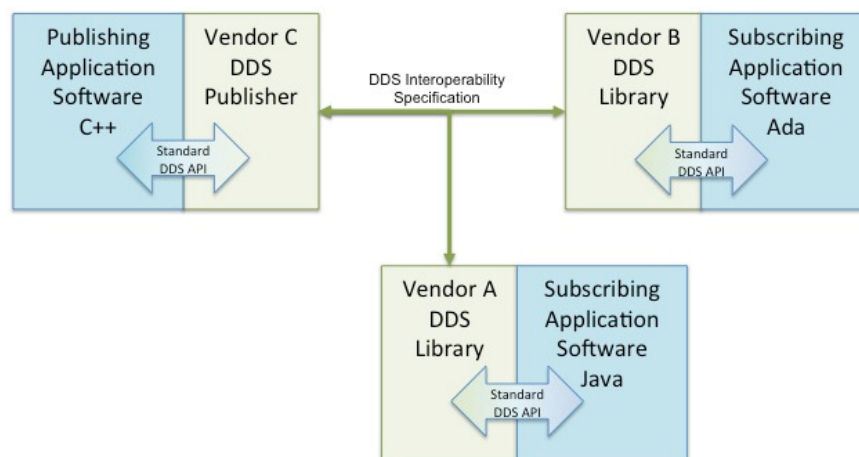 Publishing
Application
Software
C++
Vendor C
DDS
Publisher
Standard
DDS API
DDS Interoperability
Specification
Vendor B
DDS
Library
Subscribing
Application
Software
Ada
Standard
DDS API
Vendor A
DDS
Library
Subscribing
Application
Software
Java
Standard
DDS API